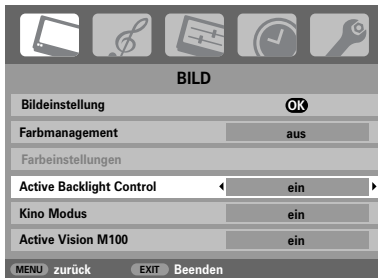 BILD
Bildeinstellung OK
Farbmanagement aus
Farbeinstellungen
Active Backlight Control ein
Kino Modus ein
Active Vision M100 ein
MENU zurück EXIT Beenden